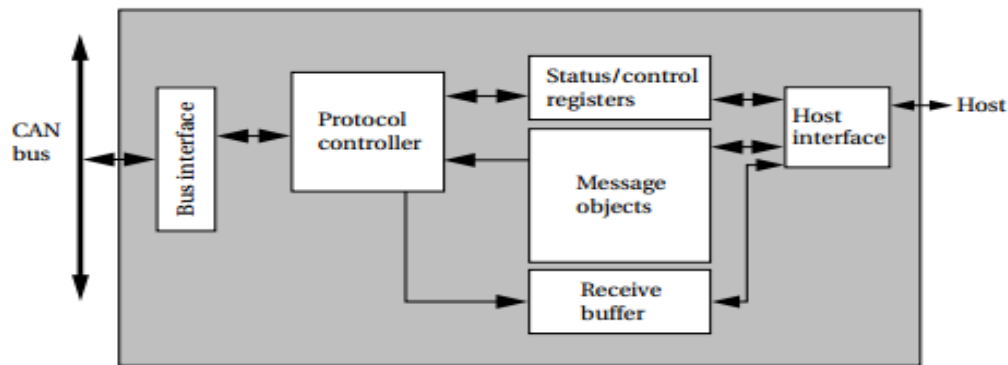 CAN
bus
Bus interface
Protocol
controller
Status/control
registers
Message
objects
Receive
buffer
Host
interface
Host